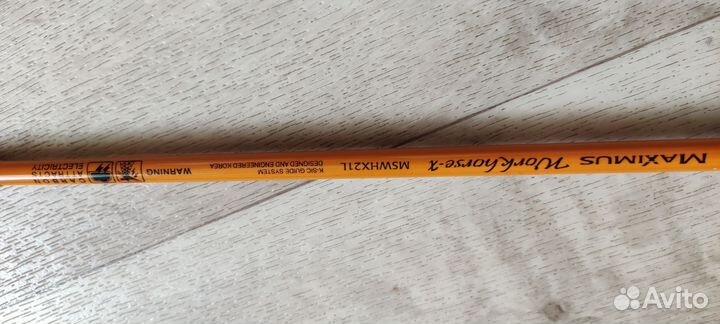 MAXIMUS Workhorse-X
MSWHX21L
K-SIC GUIDE SYSTEM
DESIGNED AND ENGINEERED KOREA
WARNING
CARBON
ATTRACTS
ELECTRICITY
Avito